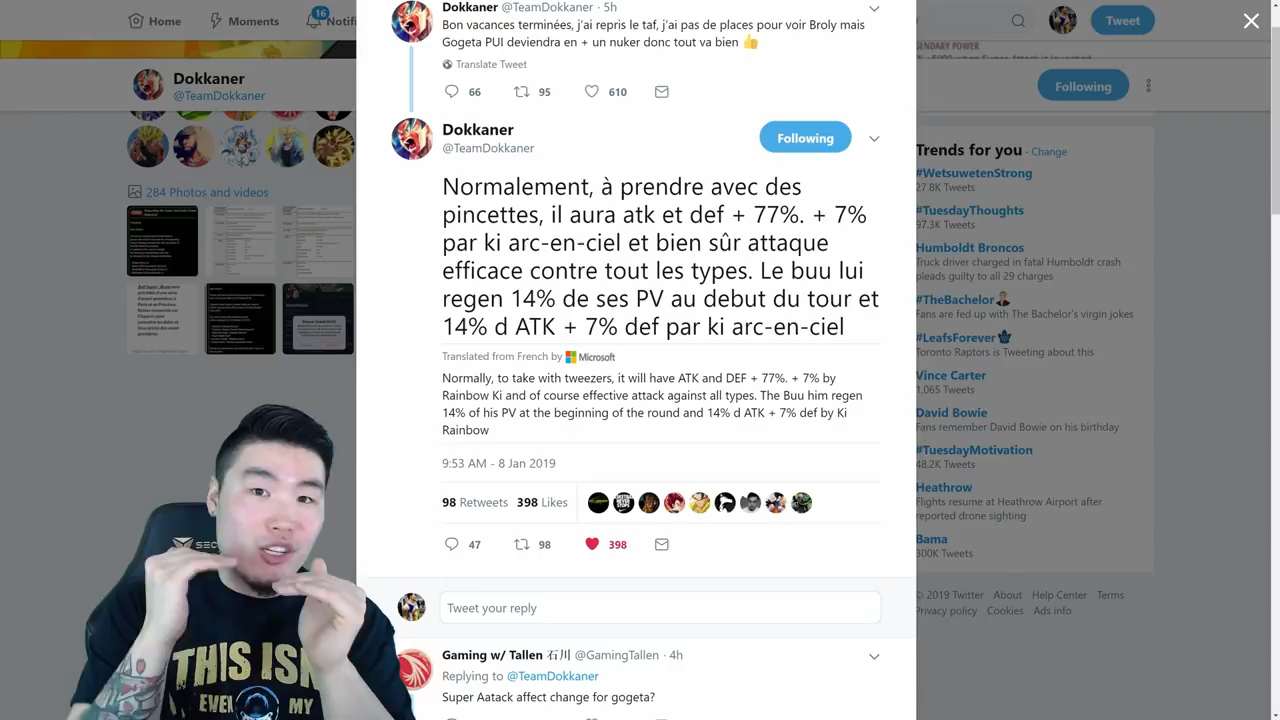 Home
Moments
16
Notifi
Tweet
Dokkaner
@TeamDokkaner
284 Photos and videos
Dokkaner @TeamDokkaner · 5h
Bon vacances terminées, j'ai repris le taf, j'ai pas de places pour voir Broly mais
Gogeta PUI deviendra en + un nuker donc tout va bien 👍
Translate Tweet
66 95 610
Dokkaner
@TeamDokkaner
Following
Normalement, à prendre avec des
pincettes, il aura atk et def + 77%. + 7%
par ki arc-en-ciel et bien sûr attaque
efficace contre tout les types. Le buu lui
regen 14% de ses PV au debut du tour et
14% d ATK + 7% def par ki arc-en-ciel
Translated from French by Microsoft
Normally, to take with tweezers, it will have ATK and DEF + 77%. + 7% by
Rainbow Ki and of course effective attack against all types. The Buu him regen
14% of his PV at the beginning of the round and 14% d ATK + 7% def by Ki
Rainbow
9:53 AM - 8 Jan 2019
98 Retweets 398 Likes
98 398
Tweet your reply
Gaming w/ Tallen 石川 @GamingTallen · 4h
Replying to @TeamDokkaner
Super Aatack affect change for gogeta?
Following
Trends for you · Change
#WetsuwetenStrong
27.8K Tweets
#TuesdayThoughts
97.3K Tweets
Humboldt Broncos
Truck driver charged in fatal Humboldt crash
pleads guilty to all 29 charges
#TheBachelor
Fans are fed up with The Bachelor's virgin jokes
#LeafsForever
Toronto Raptors is Tweeting about this
Vince Carter
1,065 Tweets
David Bowie
Fans remember David Bowie on his birthday
#TuesdayMotivation
48.2K Tweets
Heathrow
Flights resume at Heathrow Airport after
reported drone sighting
Bama
300K Tweets
© 2019 Twitter About Help Center Terms
Privacy policy Cookies Ads info
SEC
THIS ISN
EVEN MY